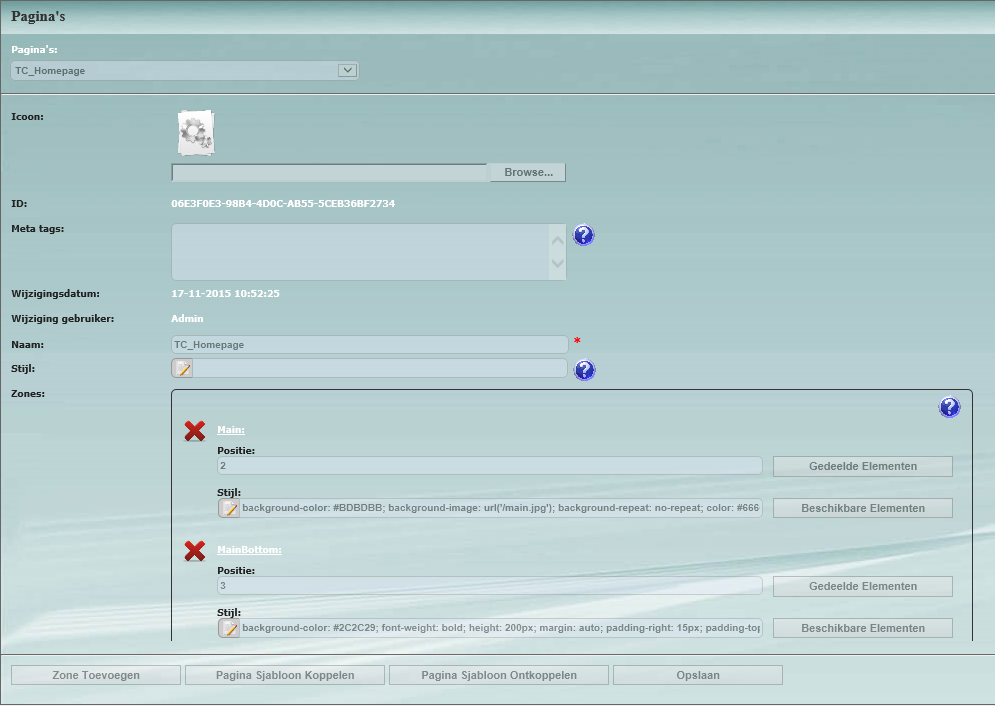 Pagina's
Pagina's:
TC_Homepage
Icoon:
Browse...
ID:
06E3F0E3-98B4-4D0C-AB55-5CEB36BF2734
Meta tags:
?
Wijzigingsdatum:
17-11-2015 10:52:25
Wijziging gebruiker:
Admin
Naam:
TC_Homepage *
Stijl:
?
Zones:
?
Main:
Positie:
2
Gedeelde Elementen
Stijl:
background-color: #BDBDBB; background-image: url('/main.jpg'); background-repeat: no-repeat; color: #666
Beschikbare Elementen
MainBottom:
Positie:
3
Gedeelde Elementen
Stijl:
background-color: #2C2C29; font-weight: bold; height: 200px; margin: auto; padding-right: 15px; padding-top
Beschikbare Elementen
Zone Toevoegen
Pagina Sjabloon Koppelen
Pagina Sjabloon Ontkoppelen
Opslaan